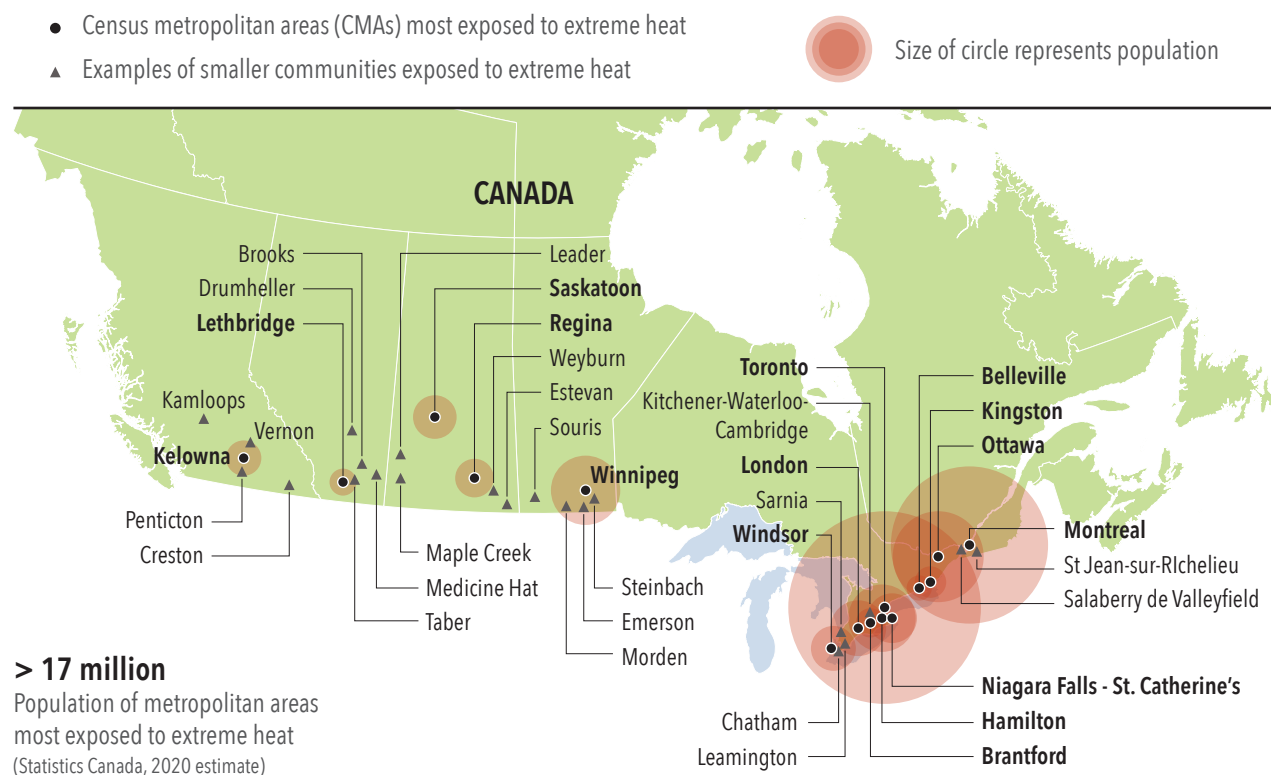 Census metropolitan areas (CMAs) most exposed to extreme heat
Examples of smaller communities exposed to extreme heat
Size of circle represents population
CANADA
Brooks
Drumheller
Lethbridge
Leader
Saskatoon
Regina
Weyburn
Estevan
Souris
Kamloops
Vernon
Kelowna
Penticton
Creston
Winnipeg
Maple Creek
Medicine Hat
Taber
Steinbach
Emerson
Morden
Toronto
Kitchener-Waterloo-
Cambridge
London
Sarnia
Windsor
Belleville
Kingston
Ottawa
Montreal
St Jean-sur-RIchelieu
Salaberry de Valleyfield
Niagara Falls - St. Catherine's
Hamilton
Brantford
Chatham
Leamington
> 17 million
Population of metropolitan areas
most exposed to extreme heat
(Statistics Canada, 2020 estimate)